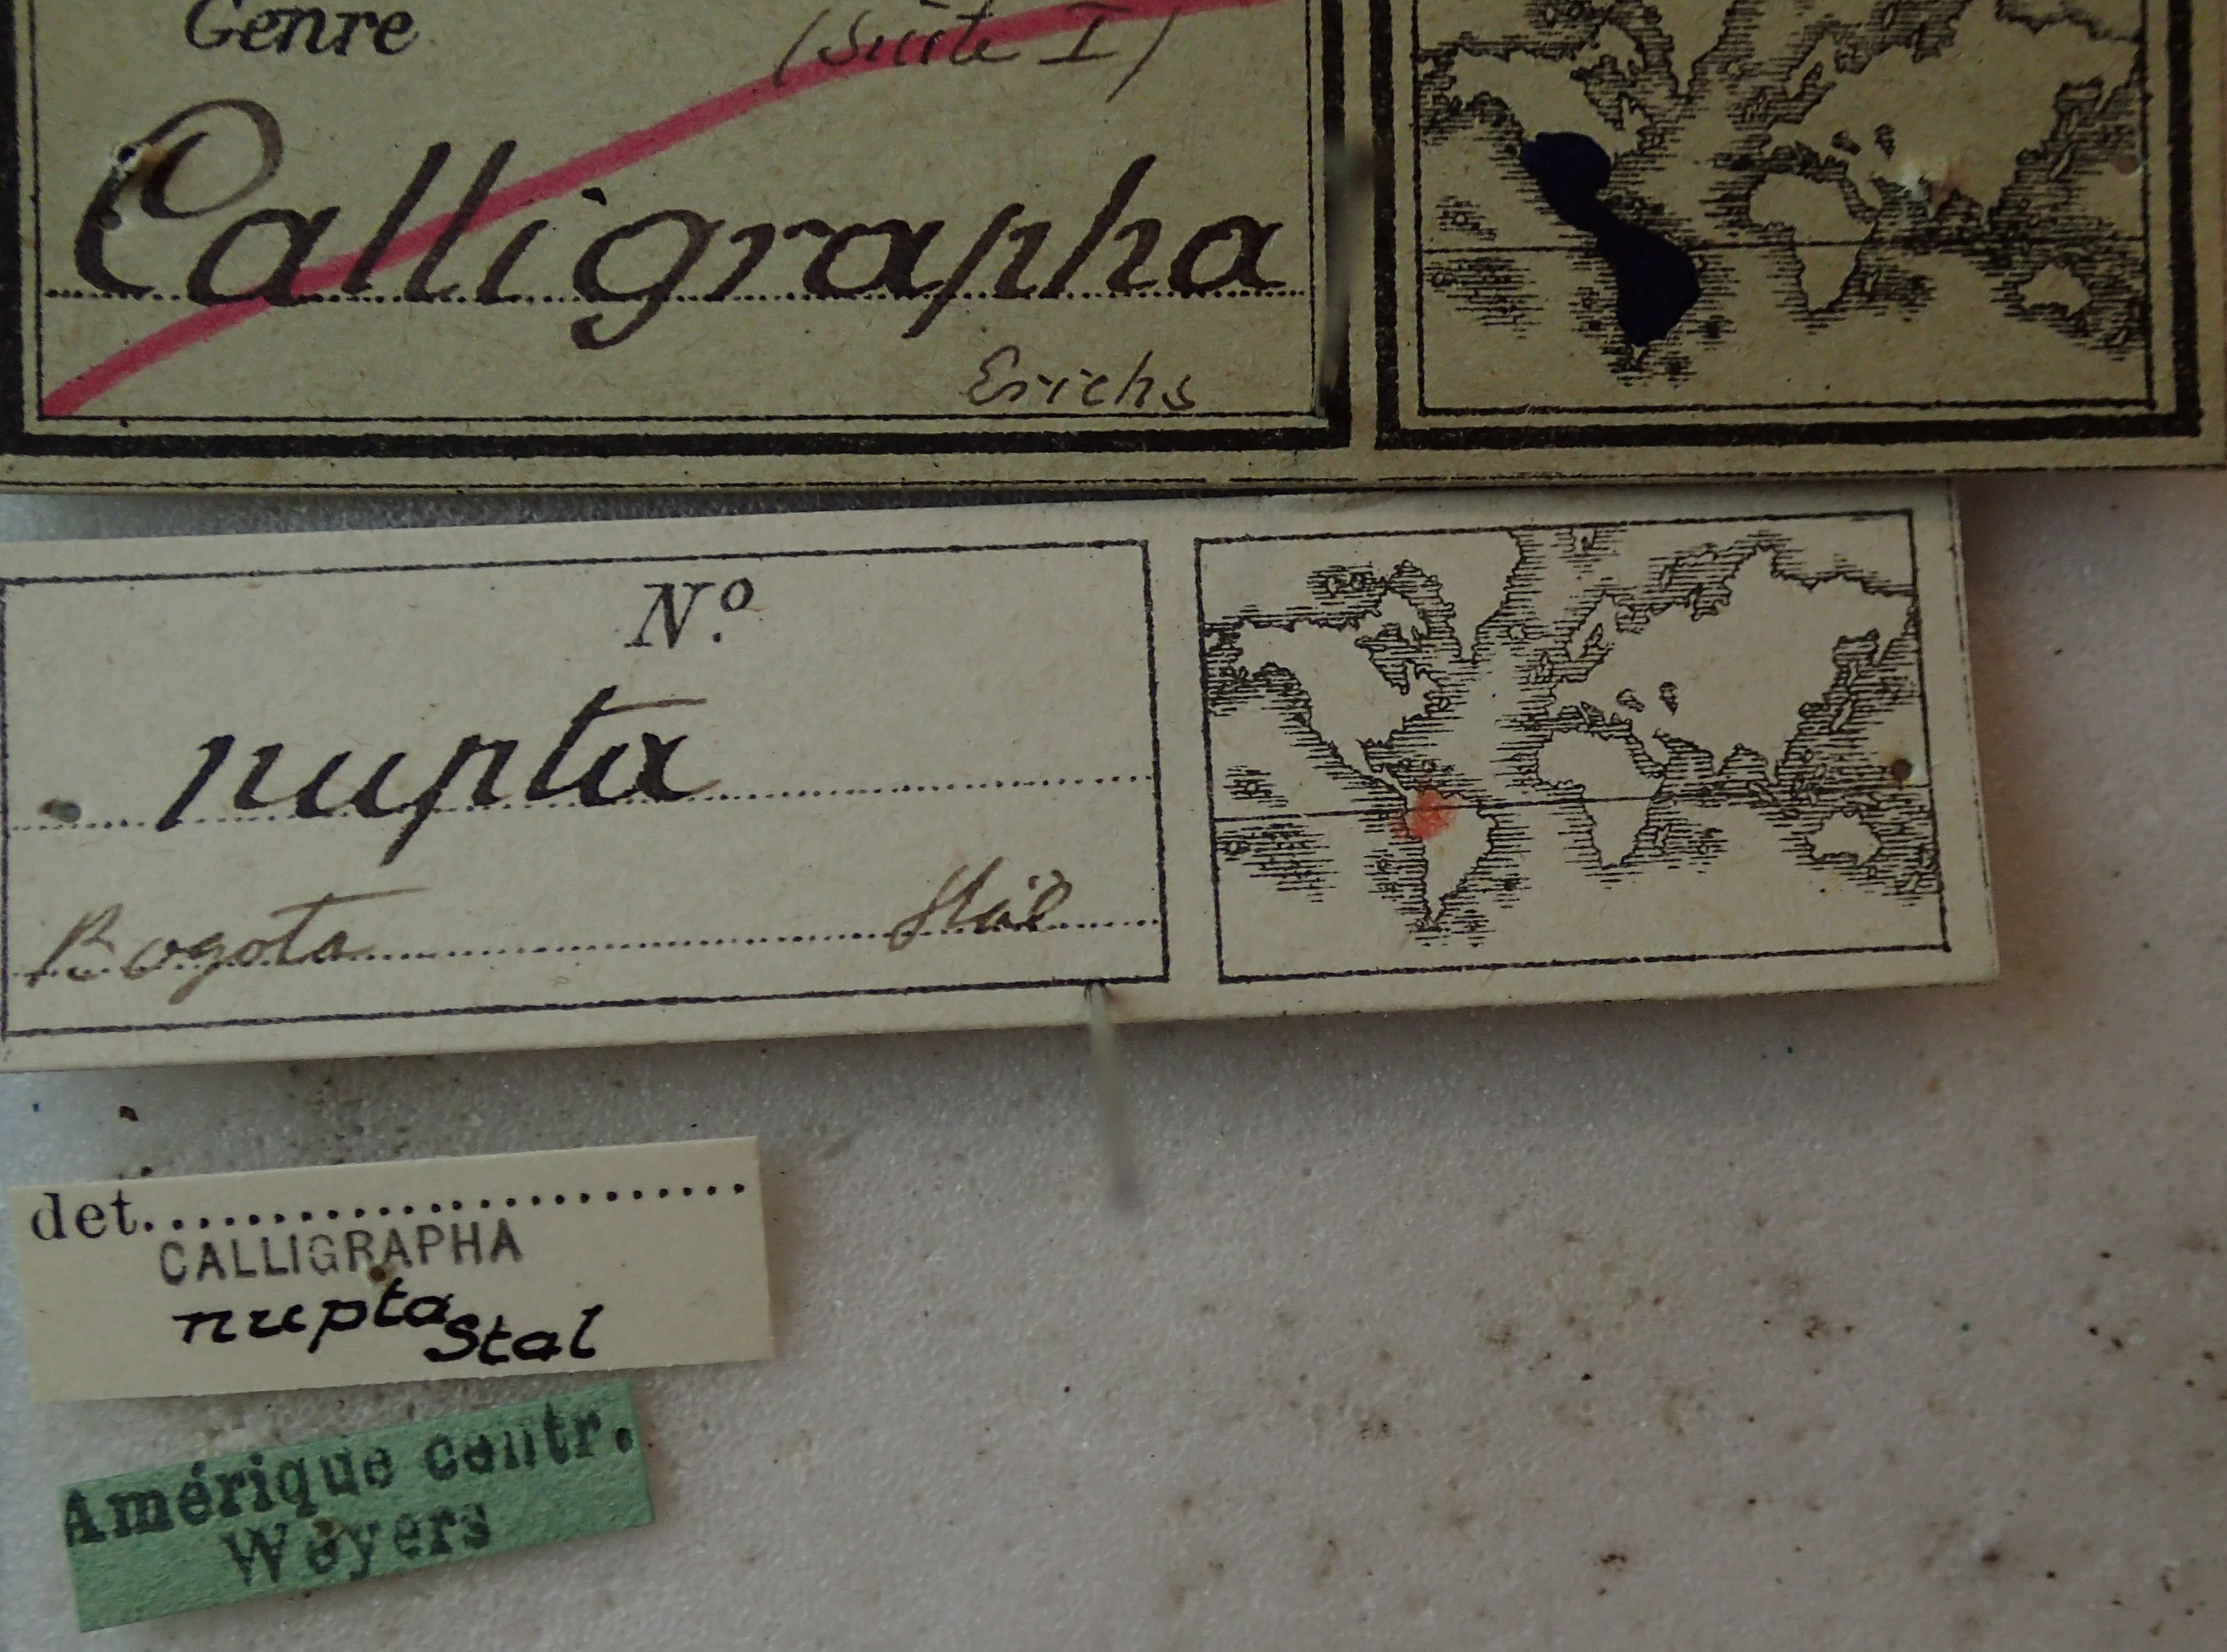 Genre
(Suite I)
Calligrapha
Erichs
N.º
nupta
Bogota Stål
det.
CALLIGRAPHA
nupta
Stal
Amérique centr.
Weyers